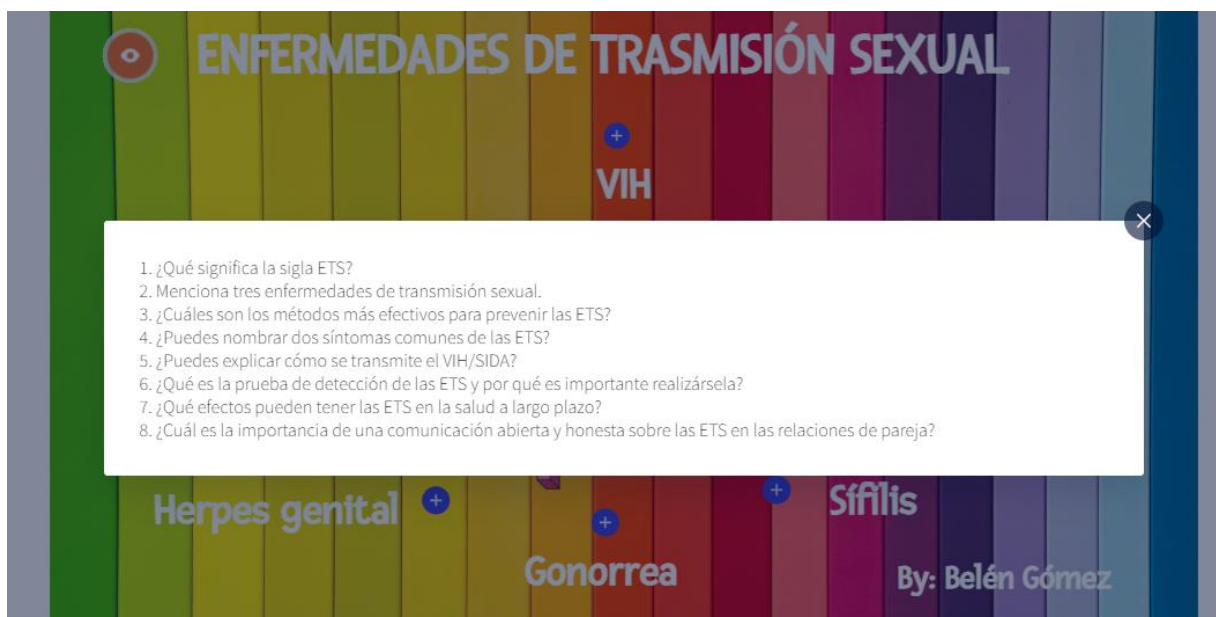 ENFERMEDADES DE TRASMISIÓN SEXUAL
VIH
1. ¿Qué significa la sigla ETS?
2. Menciona tres enfermedades de transmisión sexual.
3. ¿Cuáles son los métodos más efectivos para prevenir las ETS?
4. ¿Puedes nombrar dos síntomas comunes de las ETS?
5. ¿Puedes explicar cómo se transmite el VIH/SIDA?
6. ¿Qué es la prueba de detección de las ETS y por qué es importante realizársela?
7. ¿Qué efectos pueden tener las ETS en la salud a largo plazo?
8. ¿Cuál es la importancia de una comunicación abierta y honesta sobre las ETS en las relaciones de pareja?
Herpes genital
Sífilis
Gonorrea
By: Belén Gómez